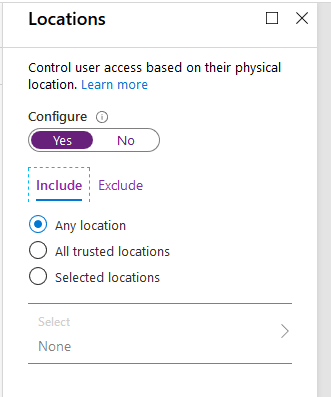 Locations
Control user access based on their physical
location. Learn more
Configure
Yes No
Include Exclude
Any location
All trusted locations
Selected locations
Select
None